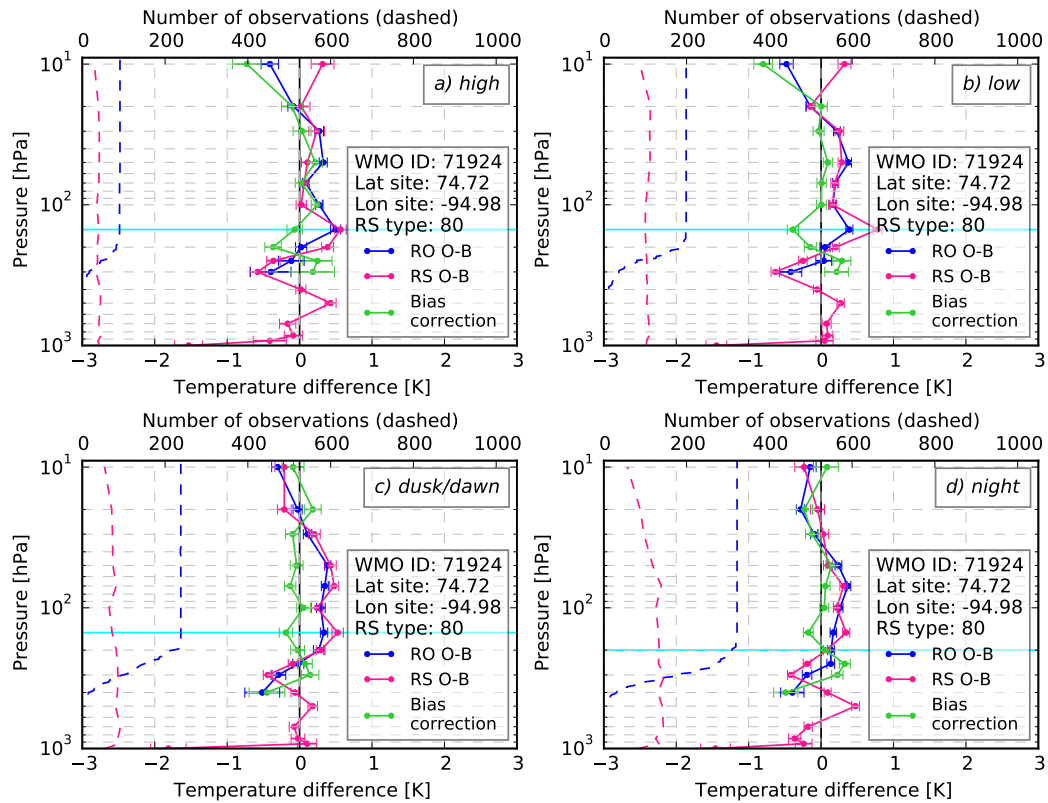 Number of observations (dashed)
0 200 400 600 800 1000
a) high
WMO ID: 71924
Lat site: 74.72
Lon site: -94.98
RS type: 80
RO O-B
RS O-B
Bias
correction
Pressure [hPa]
10¹
10²
10³
−3 −2 −1 0 1 2 3
Temperature difference [K]
Number of observations (dashed)
0 200 400 600 800 1000
b) low
WMO ID: 71924
Lat site: 74.72
Lon site: -94.98
RS type: 80
RO O-B
RS O-B
Bias
correction
Pressure [hPa]
10¹
10²
10³
−3 −2 −1 0 1 2 3
Temperature difference [K]
Number of observations (dashed)
0 200 400 600 800 1000
c) dusk/dawn
WMO ID: 71924
Lat site: 74.72
Lon site: -94.98
RS type: 80
RO O-B
RS O-B
Bias
correction
Pressure [hPa]
10¹
10²
10³
−3 −2 −1 0 1 2 3
Temperature difference [K]
Number of observations (dashed)
0 200 400 600 800 1000
d) night
WMO ID: 71924
Lat site: 74.72
Lon site: -94.98
RS type: 80
RO O-B
RS O-B
Bias
correction
Pressure [hPa]
10¹
10²
10³
−3 −2 −1 0 1 2 3
Temperature difference [K]